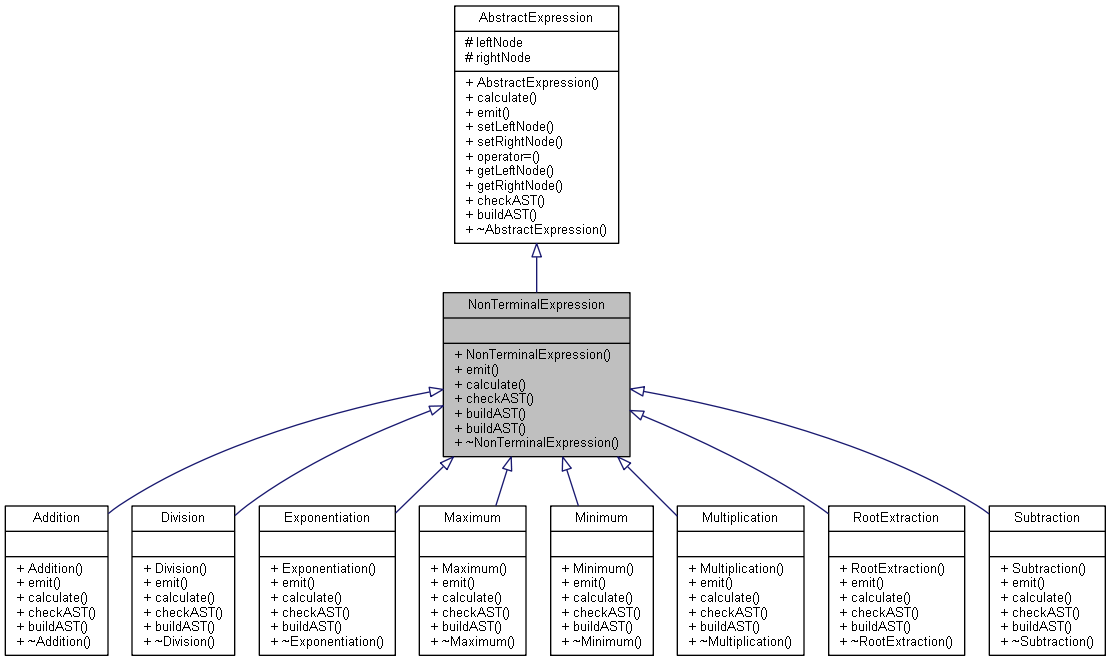 AbstractExpression
# leftNode
# rightNode
+ AbstractExpression()
+ calculate()
+ emit()
+ setLeftNode()
+ setRightNode()
+ operator=()
+ getLeftNode()
+ getRightNode()
+ checkAST()
+ buildAST()
+ ~AbstractExpression()
NonTerminalExpression
+ NonTerminalExpression()
+ emit()
+ calculate()
+ checkAST()
+ buildAST()
+ buildAST()
+ ~NonTerminalExpression()
Addition
+ Addition()
+ emit()
+ calculate()
+ checkAST()
+ buildAST()
+ ~Addition()
Division
+ Division()
+ emit()
+ calculate()
+ checkAST()
+ buildAST()
+ ~Division()
Exponentiation
+ Exponentiation()
+ emit()
+ calculate()
+ checkAST()
+ buildAST()
+ ~Exponentiation()
Maximum
+ Maximum()
+ emit()
+ calculate()
+ checkAST()
+ buildAST()
+ ~Maximum()
Minimum
+ Minimum()
+ emit()
+ calculate()
+ checkAST()
+ buildAST()
+ ~Minimum()
Multiplication
+ Multiplication()
+ emit()
+ calculate()
+ checkAST()
+ buildAST()
+ ~Multiplication()
RootExtraction
+ RootExtraction()
+ emit()
+ calculate()
+ checkAST()
+ buildAST()
+ ~RootExtraction()
Subtraction
+ Subtraction()
+ emit()
+ calculate()
+ checkAST()
+ buildAST()
+ ~Subtraction()